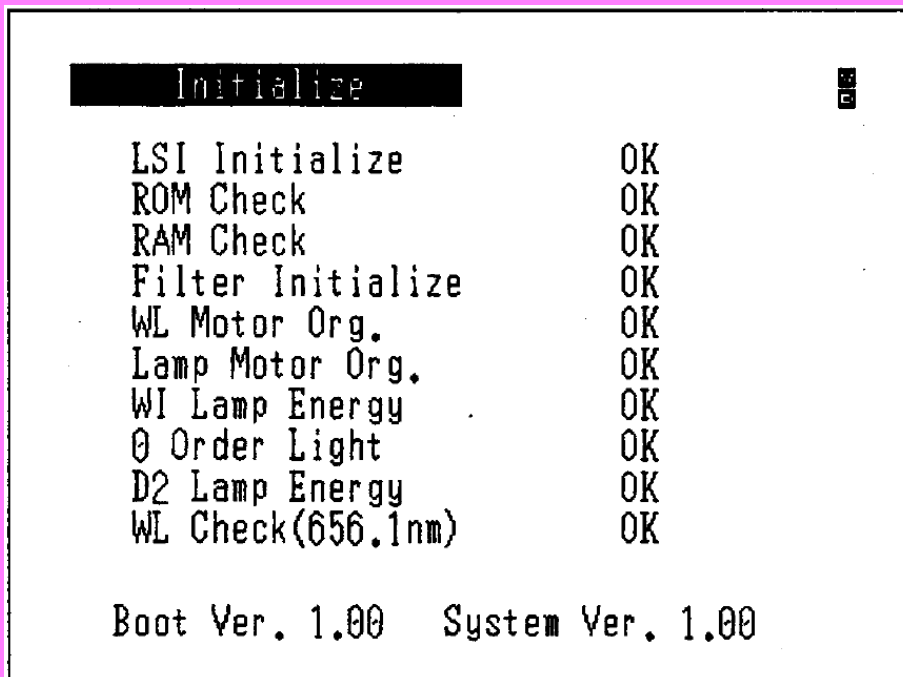 Initialize
LSI Initialize OK
ROM Check OK
RAM Check OK
Filter Initialize OK
WL Motor Org. OK
Lamp Motor Org. OK
WI Lamp Energy OK
0 Order Light OK
D2 Lamp Energy OK
WL Check(656.1nm) OK
Boot Ver. 1.00 System Ver. 1.00